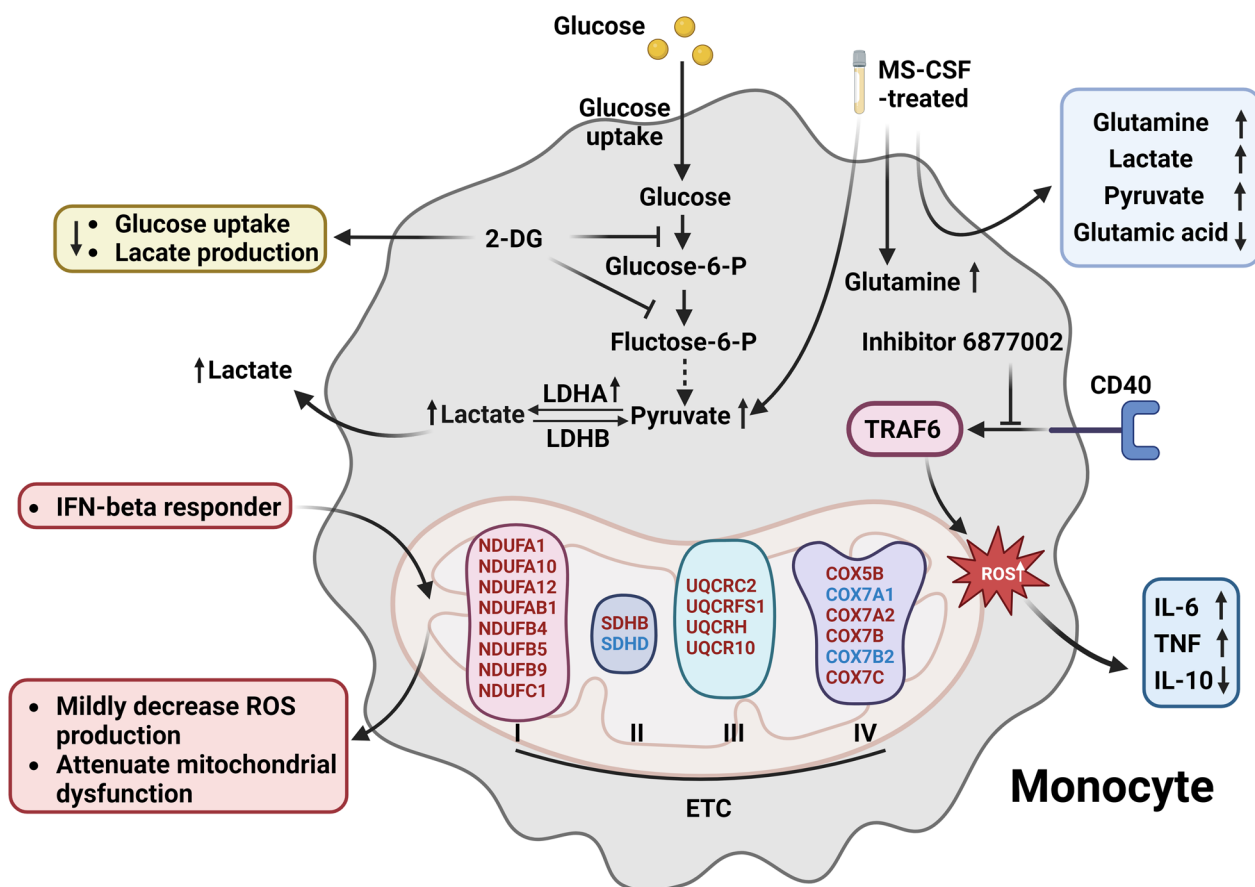 Glucose
MS-CSF
-treated
Glucose
uptake
Glutamine ↑
Lactate ↑
Pyruvate ↑
Glutamic acid ↓
Glucose
↓ • Glucose uptake
• Lacate production
2-DG
Glucose-6-P
Glutamine ↑
Fluctose-6-P
Inhibitor 6877002
↑Lactate
CD40
LDHA↑
↑Lactate
Pyruvate ↑
LDHB
TRAF6
• IFN-beta responder
NDUFA1
NDUFA10
NDUFA12
NDUFAB1
NDUFB4
NDUFB5
NDUFB9
NDUFC1
SDHB
SDHD
UQCRC2
UQCRFS1
UQCRH
UQCR10
COX5B
COX7A1
COX7A2
COX7B
COX7B2
COX7C
ROS↑
IL-6 ↑
TNF ↑
IL-10 ↓
• Mildly decrease ROS
production
• Attenuate mitochondrial
dysfunction
I
II
III
IV
ETC
Monocyte